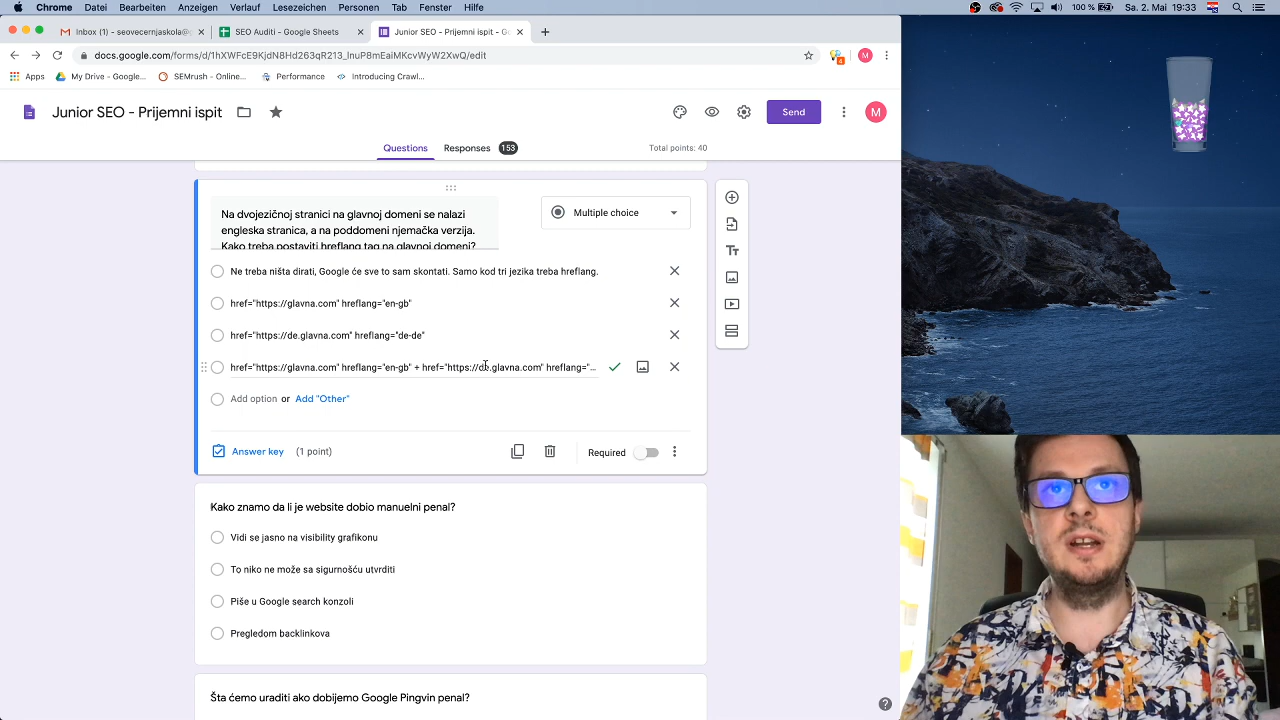 Chrome Datei Bearbeiten Anzeigen Verlauf Lesezeichen Personen Tab Fenster Hilfe 100 % Sa. 2. Mai 19:33
Inbox (1) - seovecernjaskola@g
SEO Auditi - Google Sheets
Junior SEO - Prijemni ispit - Go
docs.google.com/forms/d/1hXWFcE9KjdN8Hd263qR213_lnuP8mEaiMKcvWyW2XwQ/edit
Apps My Drive - Google... SEMrush - Online... Performance Introducing Crawl...
Junior SEO - Prijemni ispit
Send
M
Questions Responses 153 Total points: 40
Na dvojezičnoj stranici na glavnoj domeni se nalazi
engleska stranica, a na poddomeni njemačka verzija.
Kako treba postaviti hreflang tag na glavnoj domeni?
Multiple choice
Ne treba ništa dirati, Google će sve to sam skontati. Samo kod tri jezika treba hreflang.
href="https://glavna.com" hreflang="en-gb"
href="https://de.glavna.com" hreflang="de-de"
href="https://glavna.com" hreflang="en-gb" + href="https://de.glavna.com" hreflang="...
Add option or Add "Other"
Answer key (1 point) Required
Kako znamo da li je website dobio manuelni penal?
Vidi se jasno na visibility grafikonu
To niko ne može sa sigurnošću utvrditi
Piše u Google search konzoli
Pregledom backlinkova
Šta ćemo uraditi ako dobijemo Google Pingvin penal?